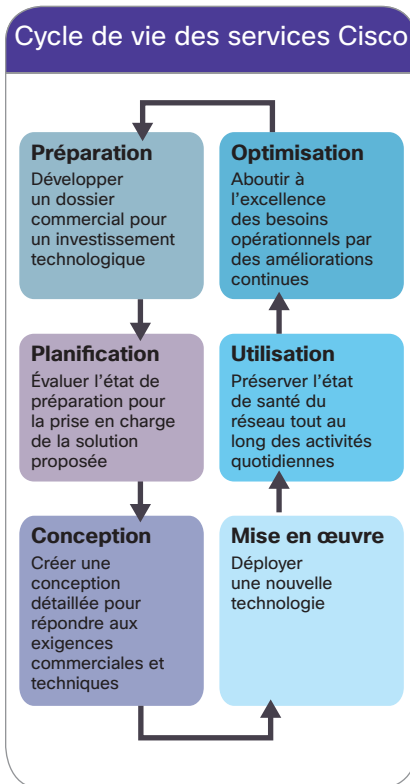 Cycle de vie des services Cisco
Préparation
Développer
un dossier
commercial pour
un investissement
technologique
Planification
Évaluer l'état de
préparation pour
la prise en charge
de la solution
proposée
Conception
Créer une
conception
détaillée pour
répondre aux
exigences
commerciales et
techniques
Mise en œuvre
Déployer
une nouvelle
technologie
Utilisation
Préserver l'état
de santé du
réseau tout au
long des activités
quotidiennes
Optimisation
Aboutir à
l'excellence
des besoins
opérationnels par
des améliorations
continues